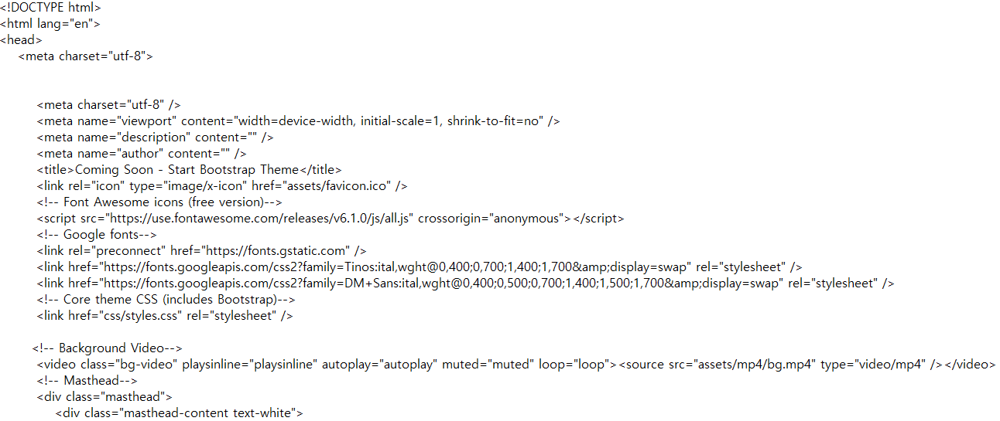 <!DOCTYPE html>
<html lang="en">
<head>
<meta charset="utf-8">
<meta charset="utf-8" />
<meta name="viewport" content="width=device-width, initial-scale=1, shrink-to-fit=no" />
<meta name="description" content="" />
<meta name="author" content="" />
<title>Coming Soon - Start Bootstrap Theme</title>
<link rel="icon" type="image/x-icon" href="assets/favicon.ico" />
<!-- Font Awesome icons (free version)-->
<script src="https://use.fontawesome.com/releases/v6.1.0/js/all.js" crossorigin="anonymous"></script>
<!-- Google fonts-->
<link rel="preconnect" href="https://fonts.gstatic.com" />
<link href="https://fonts.googleapis.com/css2?family=Tinos:ital,wght@0,400;0,700;1,400;1,700&amp;display=swap" rel="stylesheet" />
<link href="https://fonts.googleapis.com/css2?family=DM+Sans:ital,wght@0,400;0,500;0,700;1,400;1,500;1,700&amp;display=swap" rel="stylesheet" />
<!-- Core theme CSS (includes Bootstrap)-->
<link href="css/styles.css" rel="stylesheet" />
<!-- Background Video-->
<video class="bg-video" playsinline="playsinline" autoplay="autoplay" muted="muted" loop="loop"><source src="assets/mp4/bg.mp4" type="video/mp4" /></video>
<!-- Masthead-->
<div class="masthead">
<div class="masthead-content text-white">